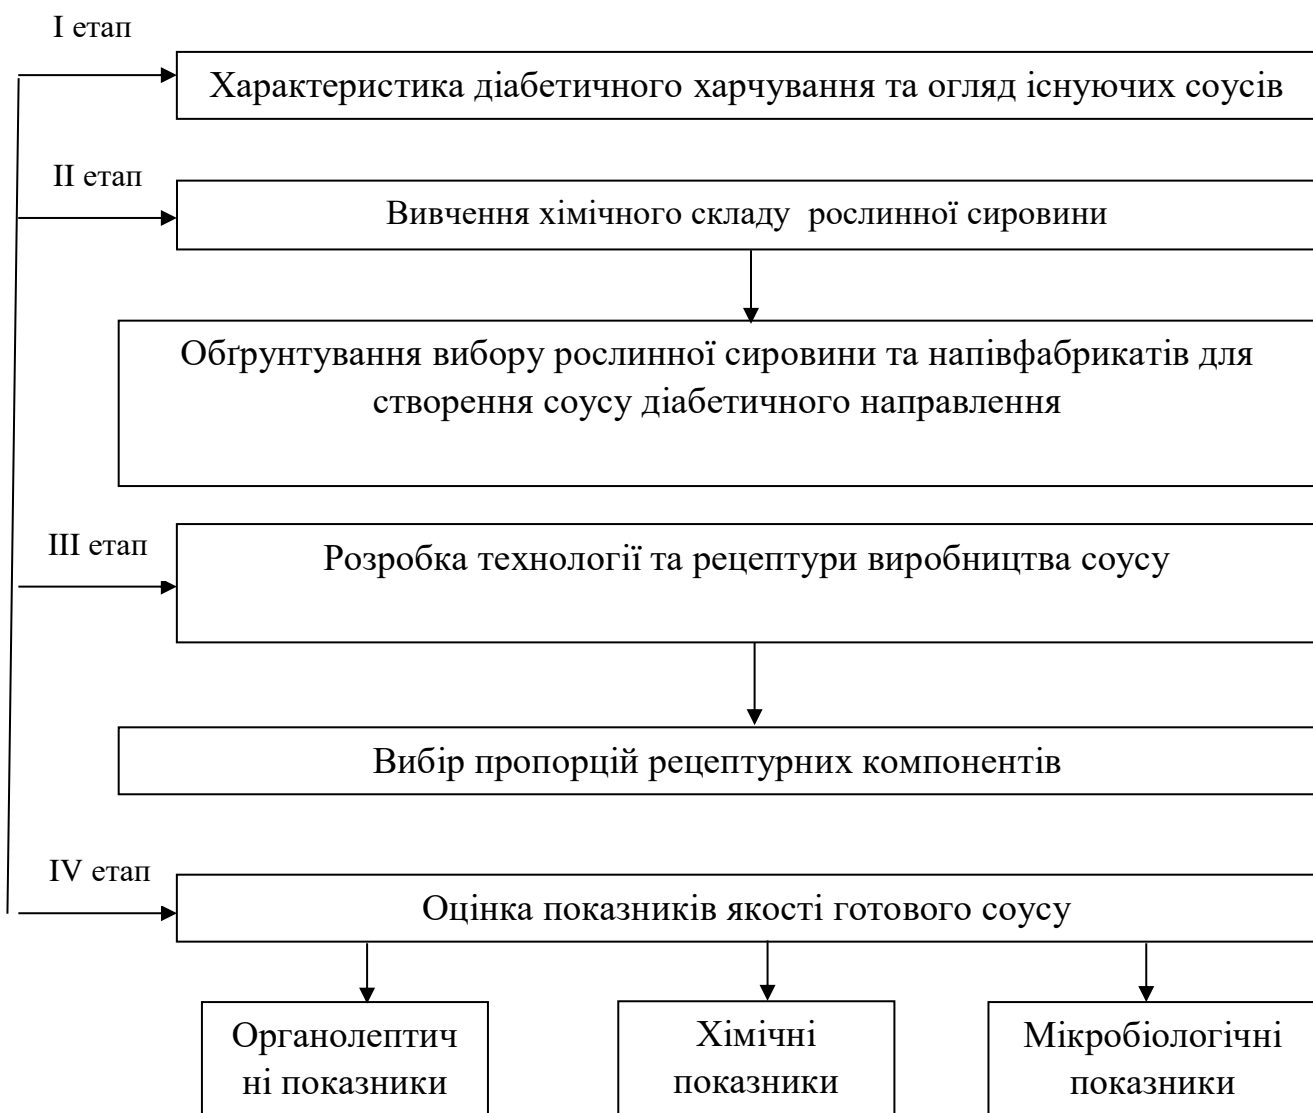 І етап
Характеристика діабетичного харчування та огляд існуючих соусів
ІІ етап
Вивчення хімічного складу рослинної сировини
Обґрунтування вибору рослинної сировини та напівфабрикатів для
створення соусу діабетичного направлення
ІІІ етап
Розробка технології та рецептури виробництва соусу
Вибір пропорцій рецептурних компонентів
IV етап
Оцінка показників якості готового соусу
Органолептич
ні показники
Хімічні
показники
Мікробіологічні
показники